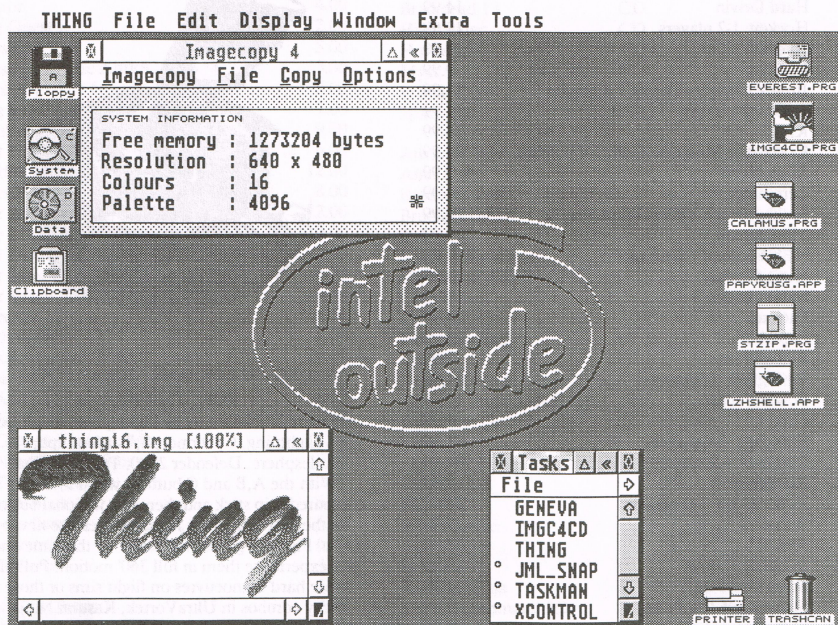 THING File Edit Display Window Extra Tools
Imagecopy 4
Imagecopy File Copy Options
SYSTEM INFORMATION
Free memory : 1273204 bytes
Resolution : 640 x 480
Colours : 16
Palette : 4096
A
Floppy
C
System
D
Data
Clipboard
EVEREST.PRG
IMGC4CD.PRG
CALAMUS.PRG
PAPYRUSG.APP
STZIP.PRG
LZHSHELL.APP
intel
outside
thing16.img [100%]
Thing
Tasks
File
GENEVA
IMGC4CD
THING
JML_SNAP
TASKMAN
XCONTROL
PRINTER
TRASHCAN